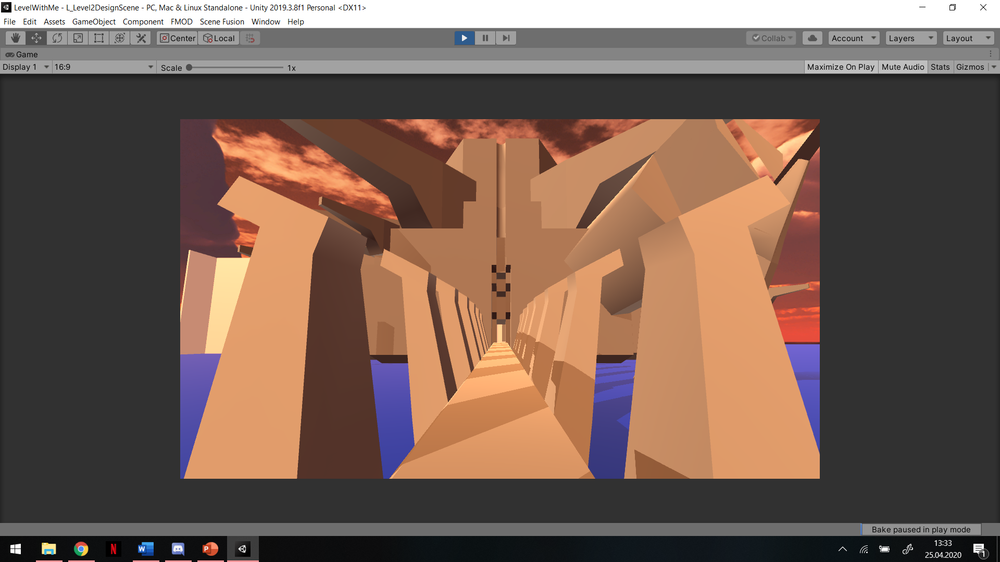 LevelWithMe - L_Level2DesignScene - PC, Mac & Linux Standalone - Unity 2019.3.8f1 Personal <DX11>
File Edit Assets GameObject Component FMOD Scene Fusion Window Help
Center Local Collab Account Layers Layout
Game
Display 1 16:9 Scale 1x Maximize On Play Mute Audio Stats Gizmos
Bake paused in play mode
N W P 13:33
25.04.2020 1